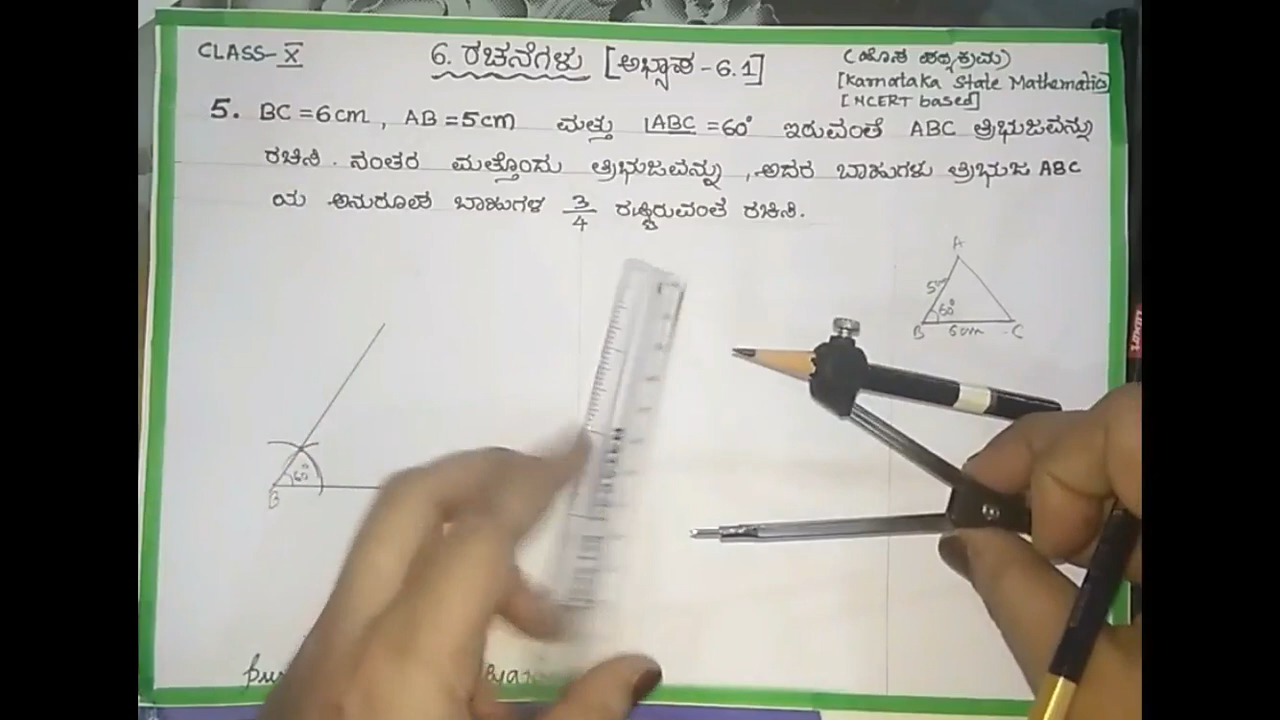 CLASS-X
6. ರಚನೆಗಳು [ಅಭ್ಯಾಸ-6.1]
(ಹೊಸ ಪಠ್ಯಕ್ರಮ)
[Karnataka State Mathematics]
[NCERT based]
5. BC=6cm, AB=5cm ಮತ್ತು ∠ABC=60° ಇರುವಂತೆ ABC ತ್ರಿಭುಜವನ್ನು
ರಚಿಸಿ. ನಂತರ ಮತ್ತೊಂದು ತ್ರಿಭುಜವನ್ನು, ಅದರ ಬಾಹುಗಳು ತ್ರಿಭುಜ ABC
ಯ ಅನುರೂಪ ಬಾಹುಗಳ 3/4 ರಷ್ಟಿರುವಂತೆ ರಚಿಸಿ.
A
5cm
60°
B 6cm C
60°
B